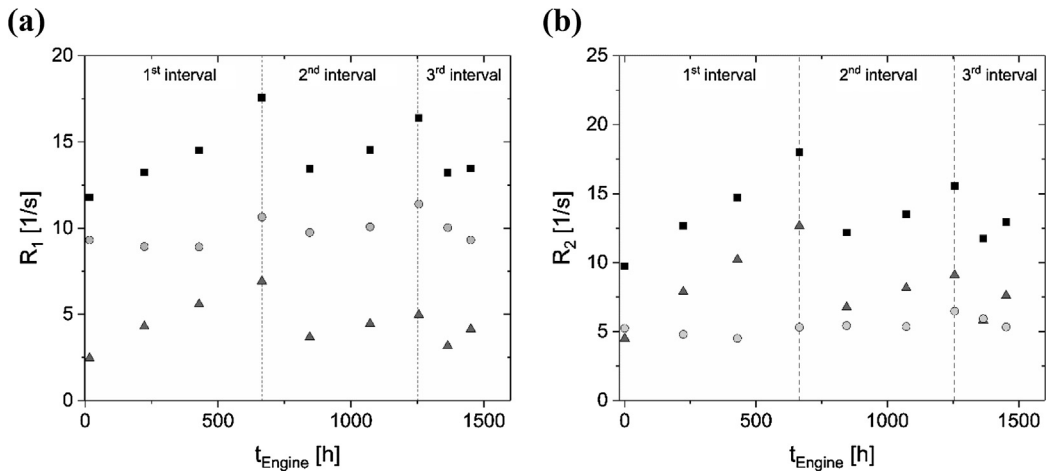 (a)
20
15
10
5
0
R1 [1/s]
1st interval 2nd interval 3rd interval
0 500 1000 1500
tEngine [h]
(b)
25
20
15
10
5
0
R2 [1/s]
1st interval 2nd interval 3rd interval
0 500 1000 1500
tEngine [h]